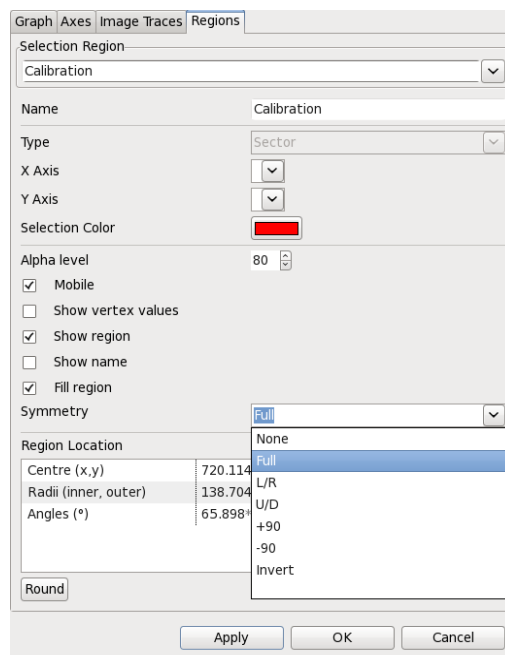 Graph Axes Image Traces Regions
Selection Region
Calibration
Name Calibration
Type Sector
X Axis
Y Axis
Selection Color
Alpha level 80
Mobile
Show vertex values
Show region
Show name
Fill region
Symmetry Full
None
Full
L/R
U/D
+90
-90
Invert
Region Location
Centre (x,y) 720.114
Radii (inner, outer) 138.704
Angles (°) 65.898°
Round
Apply OK Cancel